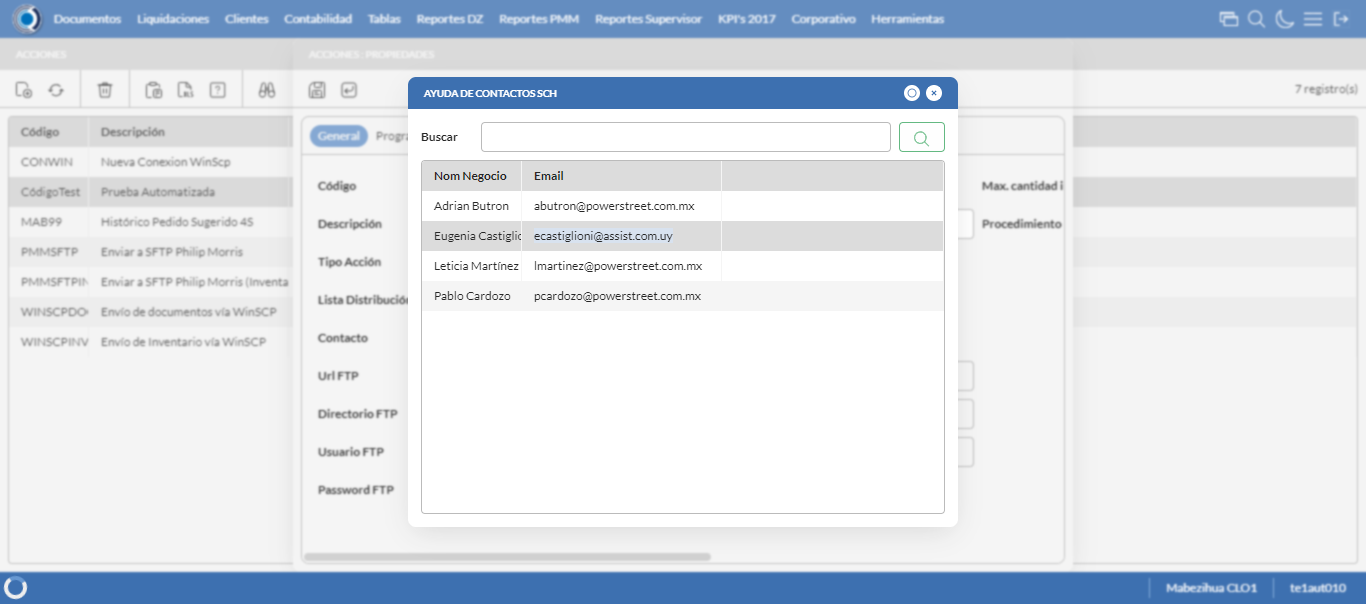 Documentos Liquidaciones Clientes Contabilidad Tablas Reportes DZ Reportes PMM Reportes Supervisor KPI's 2017 Corporativo Herramientas
ACCIONES
ACCIONES: PROPIEDADES
7 registro(s)
Código Descripción
CONWIN Nueva Conexion WinScp
CódigoTest Prueba Automatizada
MAB99 Histórico Pedido Sugerido 4S
PMMSFTP Enviar a SFTP Philip Morris
PMMSFTPIN Enviar a SFTP Philip Morris (Inventa
WINSCPDO Envío de documentos vía WinSCP
WINSCPINV Envío de Inventario vía WinSCP
General Progra
Código
Descripción
Tipo Acción
Lista Distribución
Contacto
Url FTP
Directorio FTP
Usuario FTP
Password FTP
Max. cantidad i
Procedimiento
AYUDA DE CONTACTOS SCH
Buscar
Nom Negocio Email
Adrian Butron abutron@powerstreet.com.mx
Eugenia Castiglio ecastiglioni@assist.com.uy
Leticia Martínez lmartinez@powerstreet.com.mx
Pablo Cardozo pcardozo@powerstreet.com.mx
Mabezihua CLO1 te1aut010